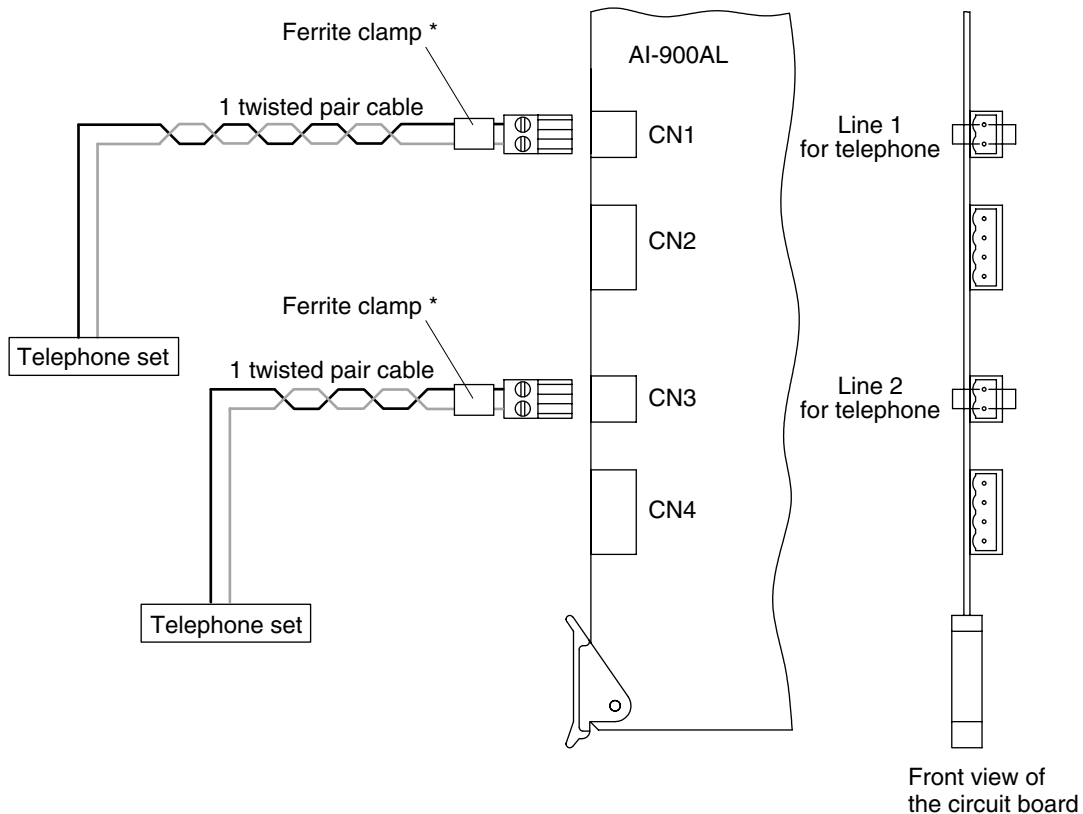 Ferrite clamp *
AI-900AL
1 twisted pair cable
CN1
Line 1
for telephone
CN2
Ferrite clamp *
Telephone set
1 twisted pair cable
CN3
Line 2
for telephone
CN4
Telephone set
Front view of
the circuit board